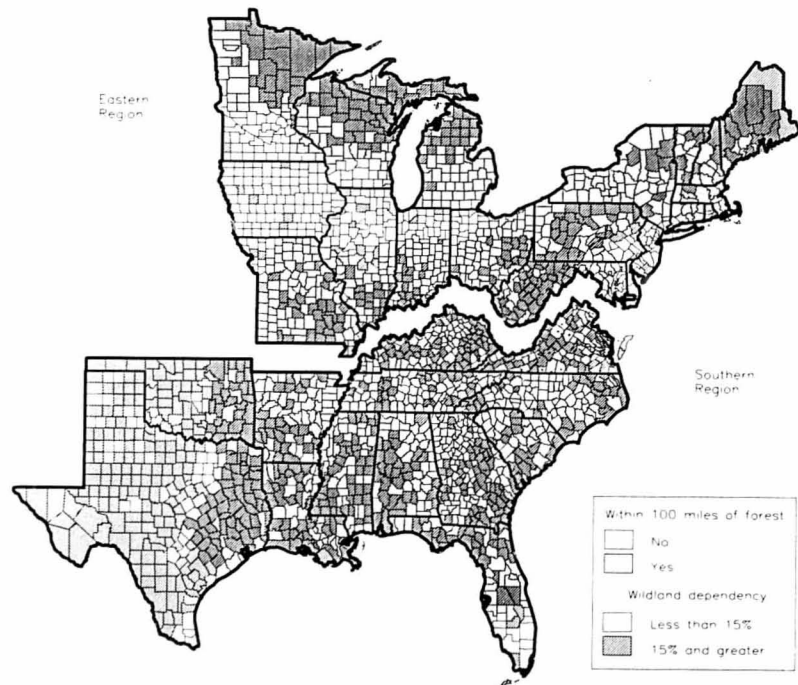 Eastern
Region
Southern
Region
Within 100 miles of forest
No
Yes
Wildland dependency
Less than 15%
15% and greater